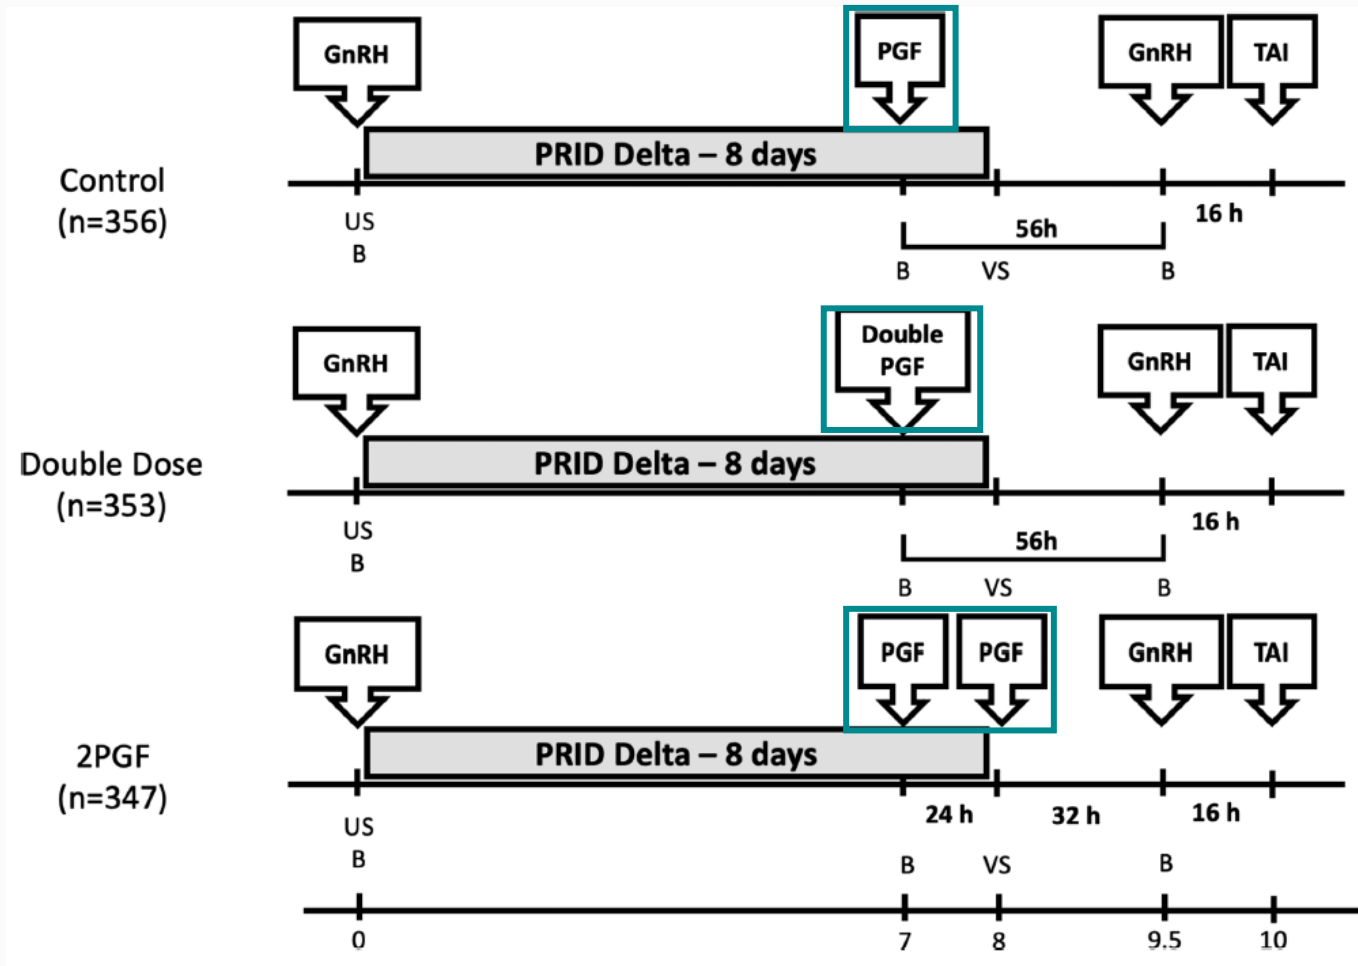 GnRH
PGF
GnRH
TAI
PRID Delta – 8 days
Control
(n=356)
US
B
56h
16 h
B
VS
B
GnRH
Double
PGF
GnRH
TAI
PRID Delta – 8 days
Double Dose
(n=353)
US
B
56h
16 h
B
VS
B
GnRH
PGF
PGF
GnRH
TAI
PRID Delta – 8 days
2PGF
(n=347)
US
B
24 h
32 h
16 h
B
VS
B
0
7
8
9.5
10